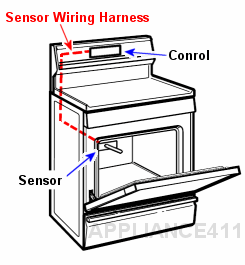 Sensor Wiring Harness
Conrol
Sensor
APPLIANCE411